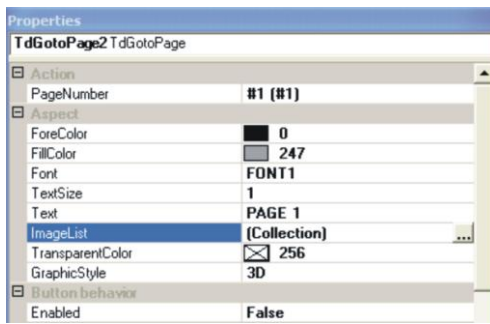 Properties
TdGotoPage2 TdGotoPage
Action
PageNumber #1 (#1)
Aspect
ForeColor 0
FillColor 247
Font FONT1
TextSize 1
Text PAGE 1
ImageList (Collection) ...
TransparentColor 256
GraphicStyle 3D
Button behavior
Enabled False